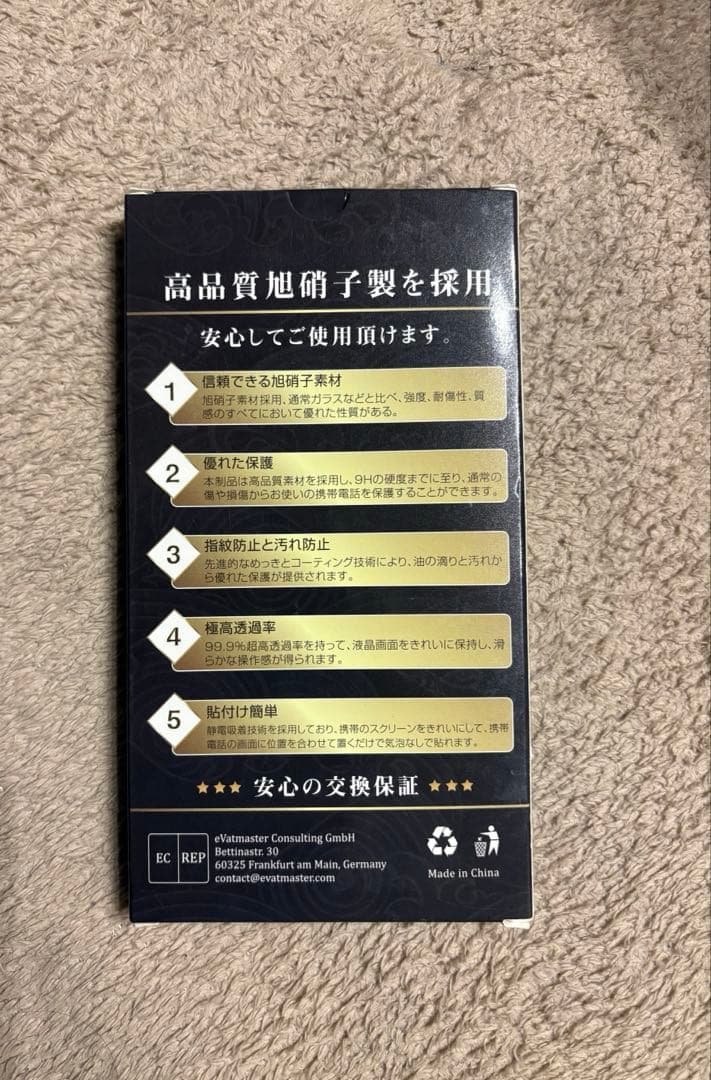 高品質旭硝子製を採用
安心してご使用頂けます。
1
信頼できる旭硝子素材
旭硝子素材採用、通常ガラスなどと比べ、強度、耐傷性、質
感のすべてにおいて優れた性質がある。
2
優れた保護
本制品は高品質素材を採用し、9Hの硬度までに至り、通常の
傷や損傷からお使いの携帯電話を保護することができます。
3
指紋防止と汚れ防止
先進的なめっきとコーティング技術により、油の滴りと汚れか
ら優れた保護が提供されます。
4
極高透過率
99.9%超高透過率を持って、液晶画面をきれいに保持し、滑
らかな操作感が得られます。
5
貼付け簡単
静電吸着技術を採用しており、携帯のスクリーンをきれいにして、携帯
電話の画面に位置を合わせて置くだけで気泡なしで貼れます。
★★★ 安心の交換保証 ★★★
EC REP
eVatmaster Consulting GmbH
Bettinastr. 30
60325 Frankfurt am Main, Germany
contact@evatmaster.com
Made in China